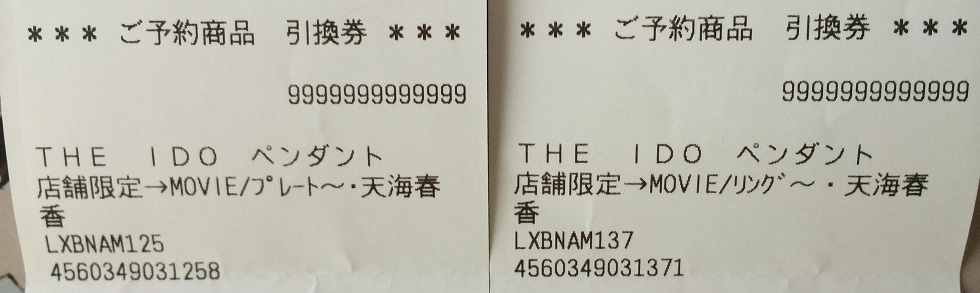 ＊＊＊ ご予約商品　引換券 ＊＊＊
9999999999999
ＴＨＥ　ＩＤＯ　ペンダント
店舗限定→MOVIE/ﾌﾟﾚｰﾄ～・天海春
香
LXBNAM125
4560349031258
＊＊＊ ご予約商品　引換券 ＊＊＊
9999999999999
ＴＨＥ　ＩＤＯ　ペンダント
店舗限定→MOVIE/ﾘﾝｸﾞ～・天海春
香
LXBNAM137
4560349031371